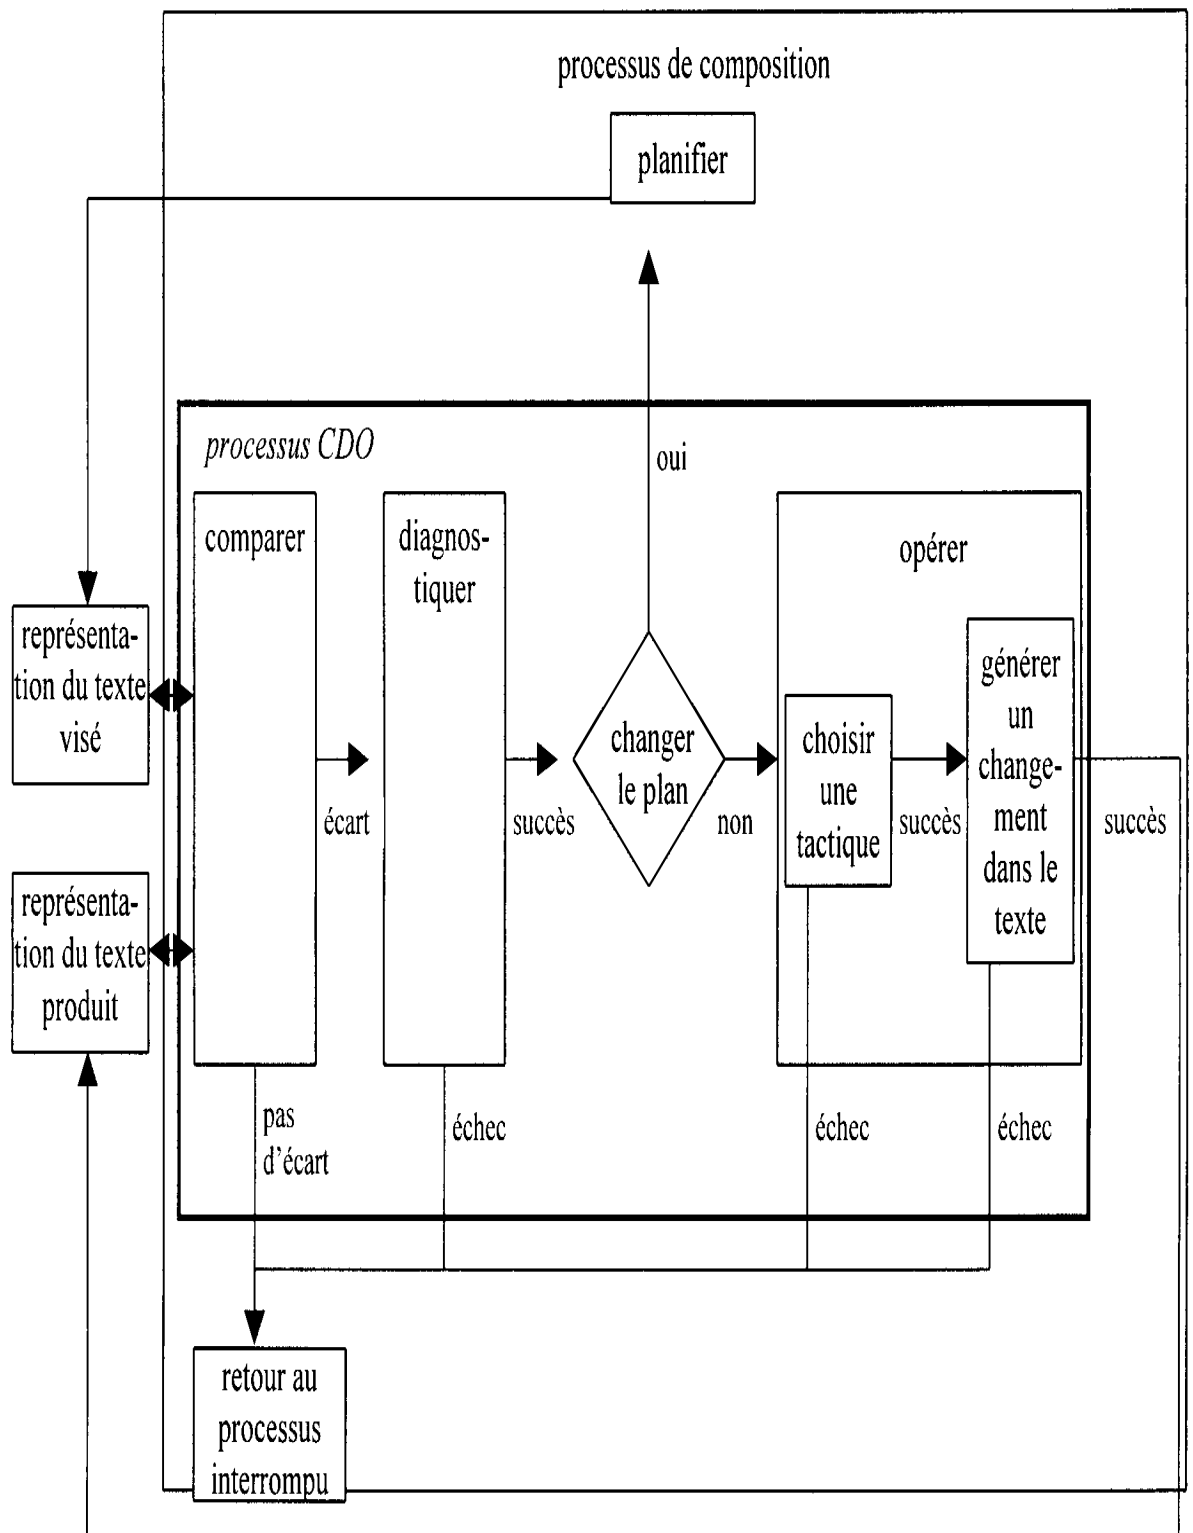 processus de composition
planifier
processus CDO
oui
comparer
diagnos-
tiquer
opérer
représenta-
tion du texte
visé
générer
un
change-
ment
dans le
texte
changer
le plan
choisir
une
tactique
écart
succès
non
succès
succès
représenta-
tion du texte
produit
pas
d'écart
échec
échec
échec
retour au
processus
interrompu